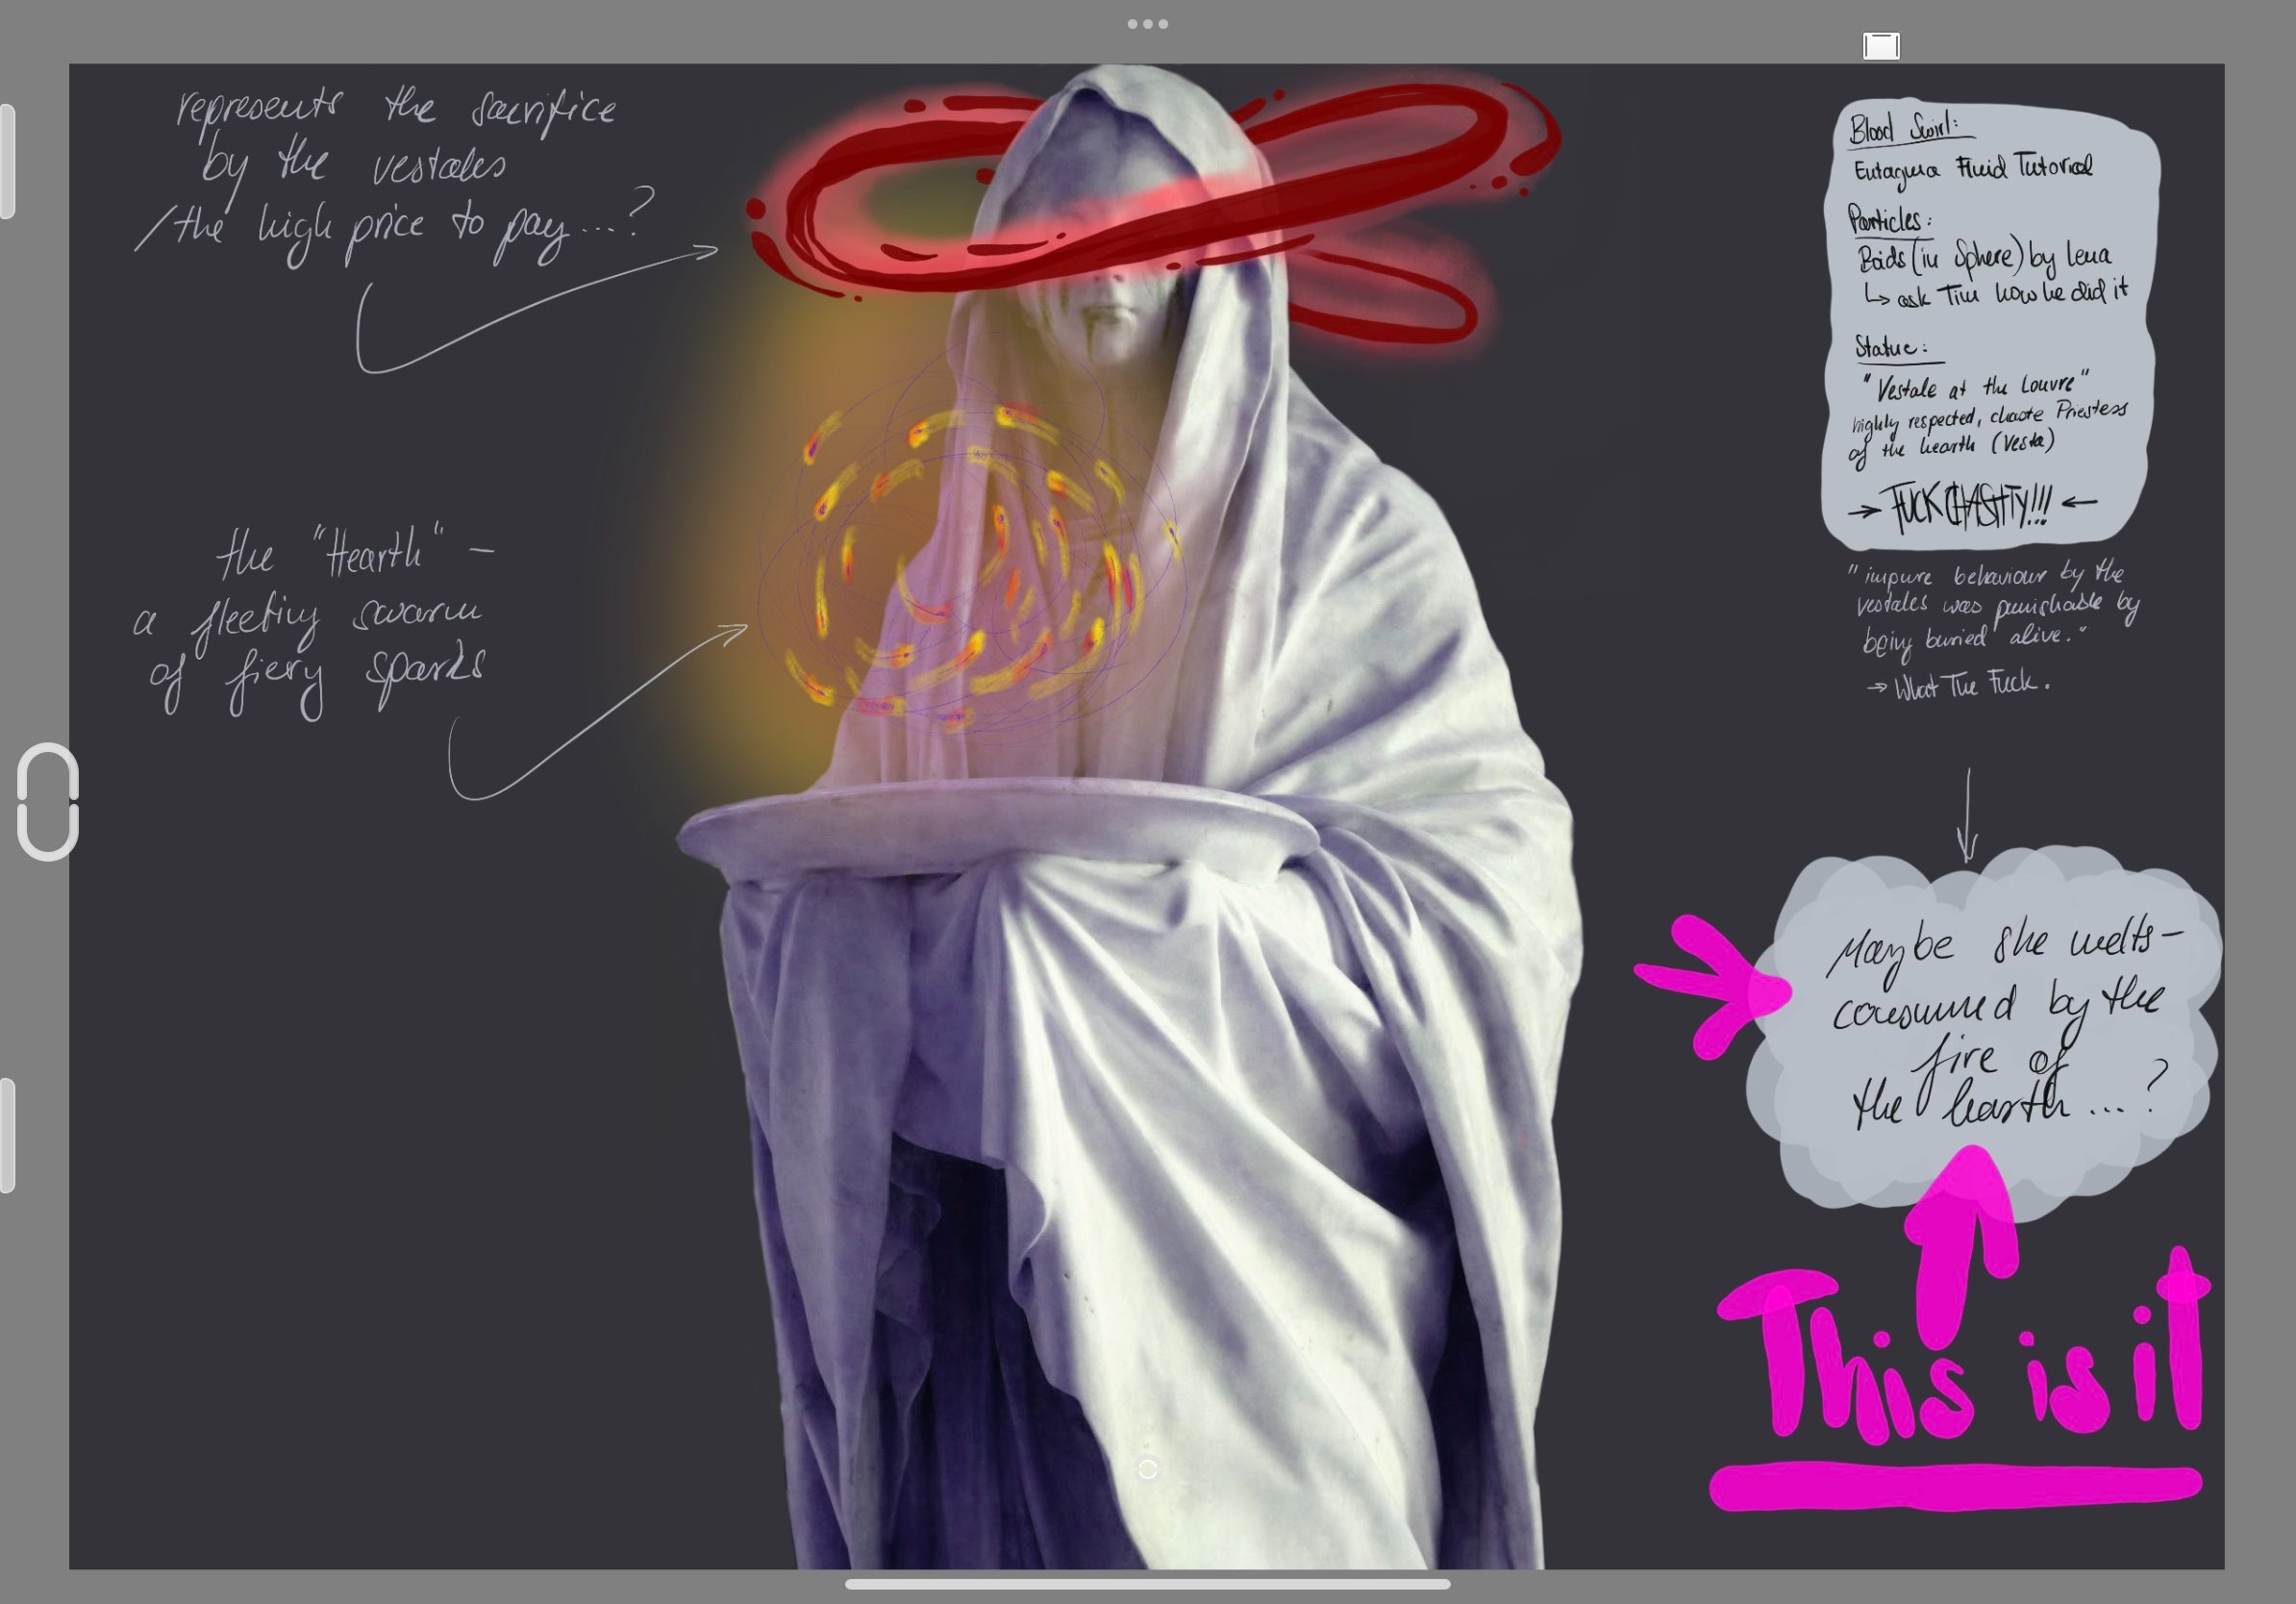 represents the sacrifice
by the vestales
/the high price to pay...?
the "Hearth" –
a fleeting swarm
of fiery sparks
Blood Swirl:
Entagma Fluid Tutorial
Particles:
Boids (in Sphere) by Lena
↳ ask Tim how he did it
Statue:
"Vestale at the Louvre"
highly respected, chaste Priestess
of the hearth (Vesta)
→ FUCK CHASTITY!!! ←
"impure behaviour by the
vestales was punishable by
being buried alive."
→ What The Fuck.
Maybe she melts–
consumed by the
fire of
the hearth ...?
This is it